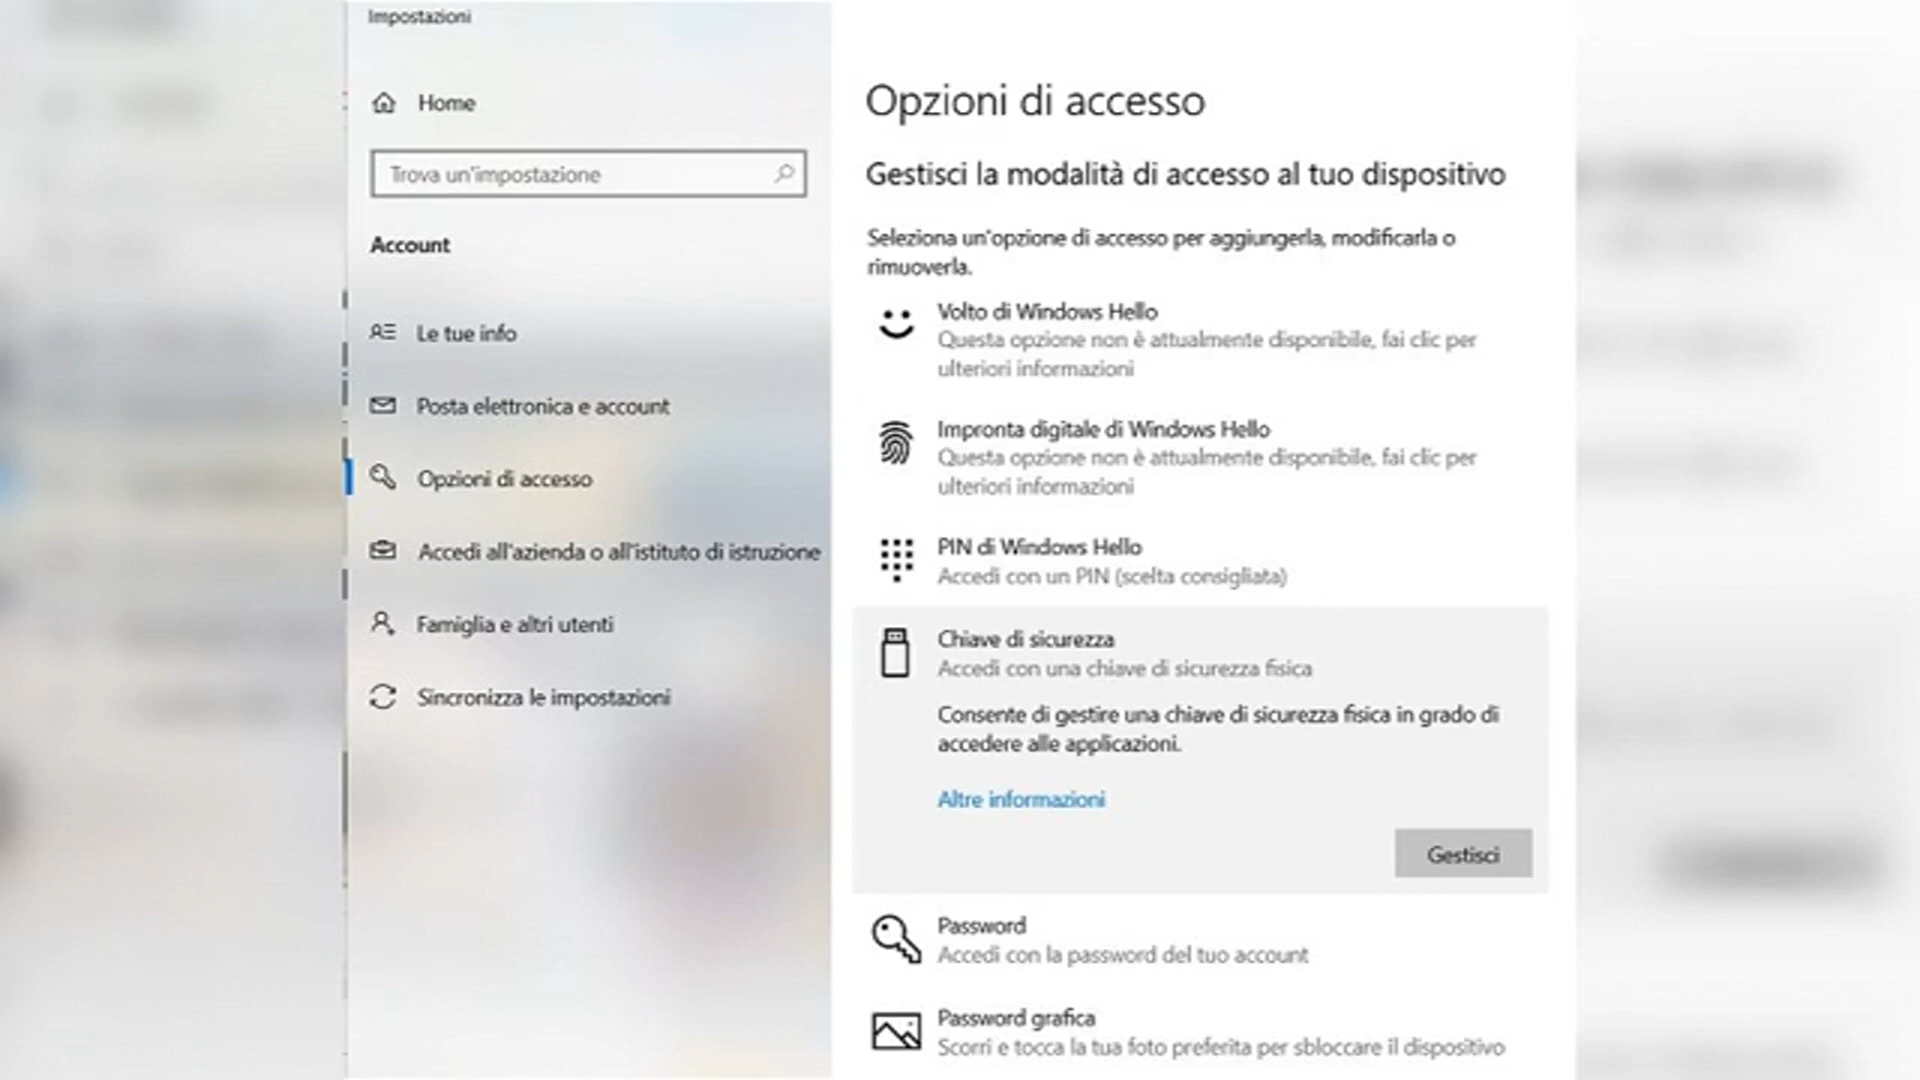 Impostazioni
Home
Trova un'impostazione
Account
Le tue info
Posta elettronica e account
Opzioni di accesso
Accedi all'azienda o all'istituto di istruzione
Famiglia e altri utenti
Sincronizza le impostazioni
Opzioni di accesso
Gestisci la modalità di accesso al tuo dispositivo
Seleziona un'opzione di accesso per aggiungerla, modificarla o
rimuoverla.
Volto di Windows Hello
Questa opzione non è attualmente disponibile, fai clic per
ulteriori informazioni
Impronta digitale di Windows Hello
Questa opzione non è attualmente disponibile, fai clic per
ulteriori informazioni
PIN di Windows Hello
Accedi con un PIN (scelta consigliata)
Chiave di sicurezza
Accedi con una chiave di sicurezza fisica
Consente di gestire una chiave di sicurezza fisica in grado di
accedere alle applicazioni.
Altre informazioni
Gestisci
Password
Accedi con la password del tuo account
Password grafica
Scorri e tocca la tua foto preferita per sbloccare il dispositivo